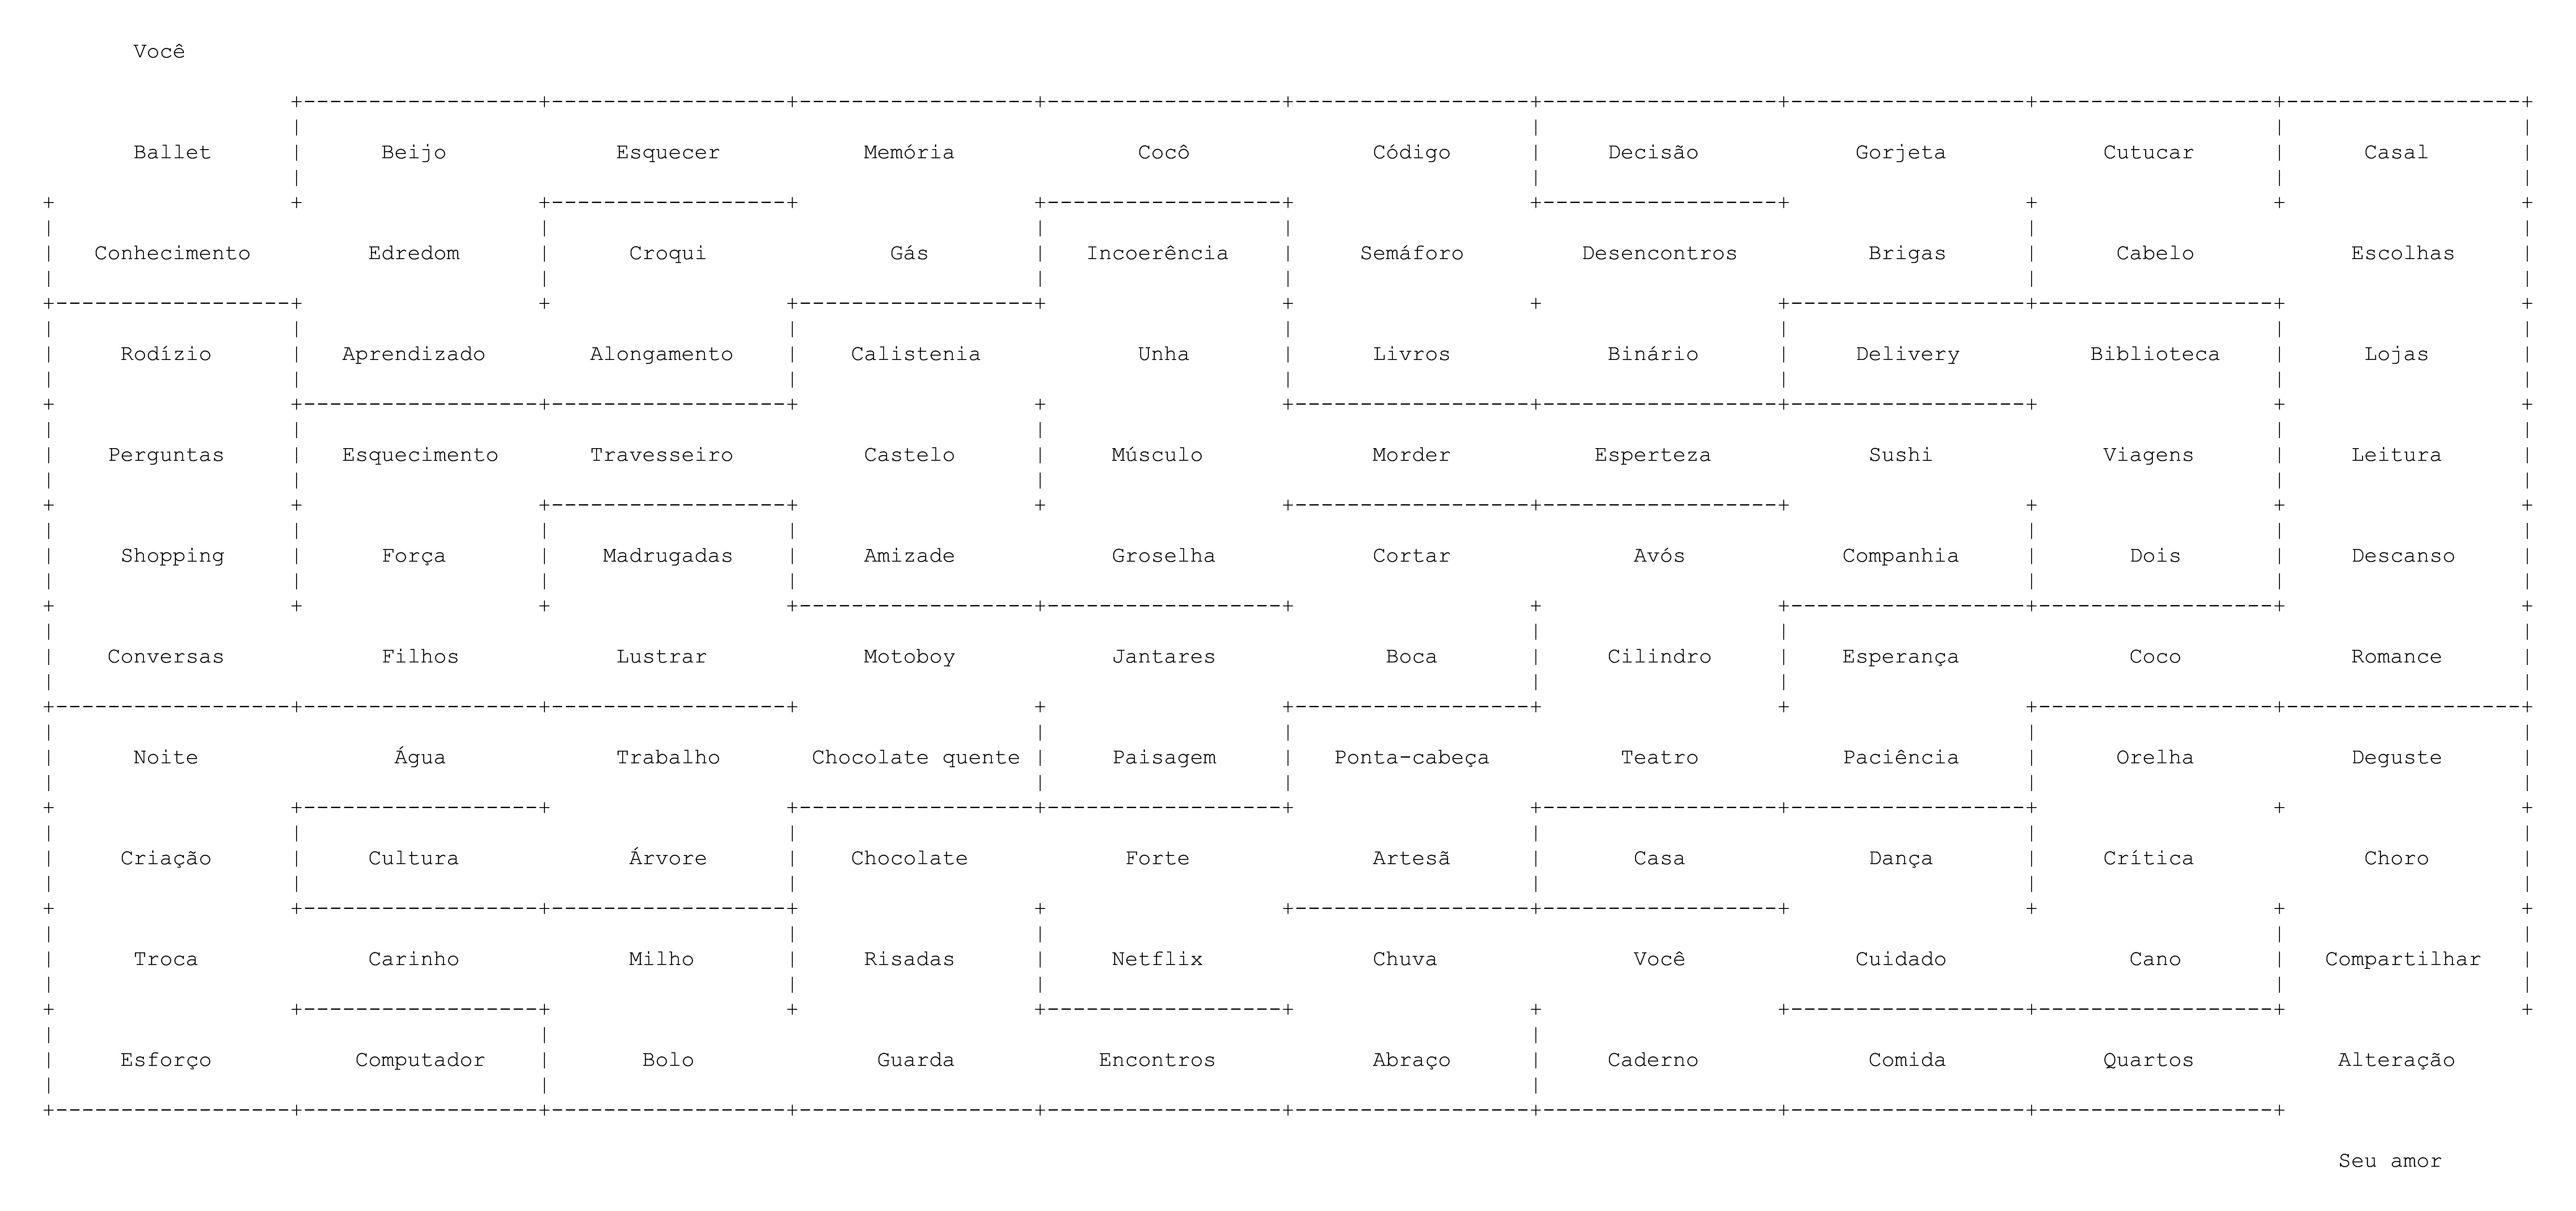 Você
Ballet Beijo Esquecer Memória Cocô Código Decisão Gorjeta Cutucar Casal
Conhecimento Edredom Croqui Gás Incoerência Semáforo Desencontros Brigas Cabelo Escolhas
Rodízio Aprendizado Alongamento Calistenia Unha Livros Binário Delivery Biblioteca Lojas
Perguntas Esquecimento Travesseiro Castelo Músculo Morder Esperteza Sushi Viagens Leitura
Shopping Força Madrugadas Amizade Groselha Cortar Avós Companhia Dois Descanso
Conversas Filhos Lustrar Motoboy Jantares Boca Cilindro Esperança Coco Romance
Noite Água Trabalho Chocolate quente Paisagem Ponta-cabeça Teatro Paciência Orelha Deguste
Criação Cultura Árvore Chocolate Forte Artesã Casa Dança Crítica Choro
Troca Carinho Milho Risadas Netflix Chuva Você Cuidado Cano Compartilhar
Esforço Computador Bolo Guarda Encontros Abraço Caderno Comida Quartos Alteração
Seu amor